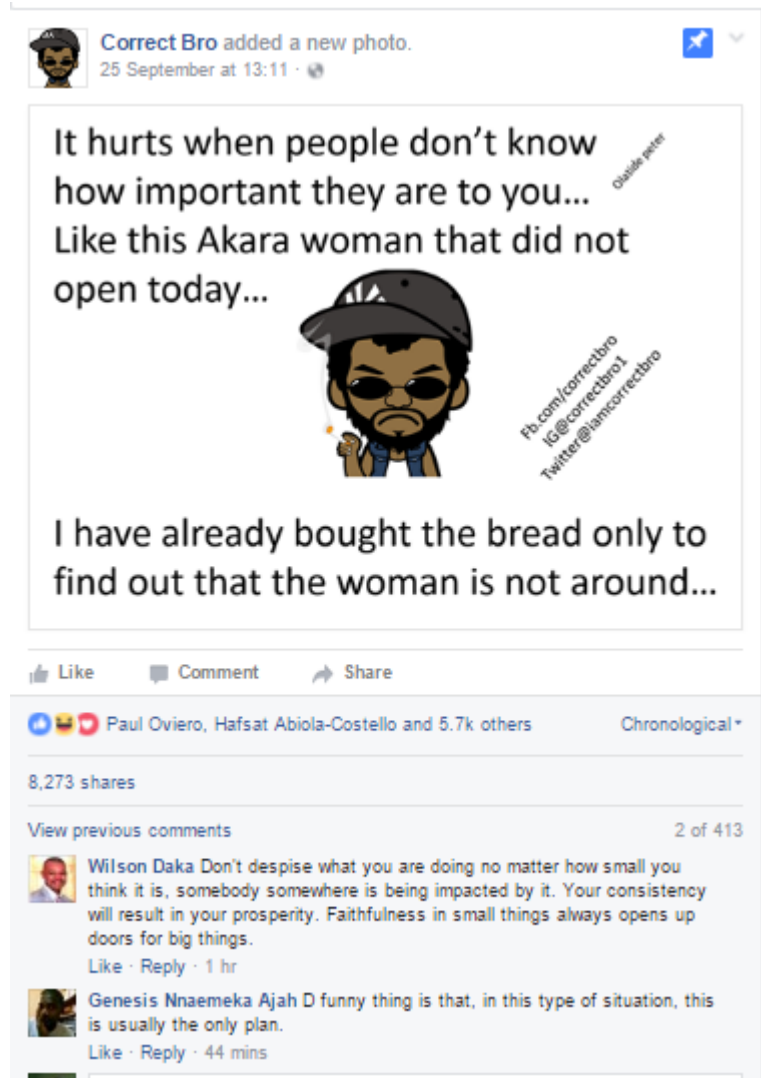 Correct Bro added a new photo.
25 September at 13:11 ·
It hurts when people don't know
how important they are to you...
Olatide peter
Like this Akara woman that did not
open today...
Fb.com/correctbro
IG@correctbro1
Twitter@iamcorrectbro
I have already bought the bread only to
find out that the woman is not around...
Like Comment Share
Paul Oviero, Hafsat Abiola-Costello and 5.7k others Chronological
8,273 shares
View previous comments 2 of 413
Wilson Daka Don't despise what you are doing no matter how small you
think it is, somebody somewhere is being impacted by it. Your consistency
will result in your prosperity. Faithfulness in small things always opens up
doors for big things.
Like · Reply · 1 hr
Genesis Nnaemeka Ajah D funny thing is that, in this type of situation, this
is usually the only plan.
Like · Reply · 44 mins